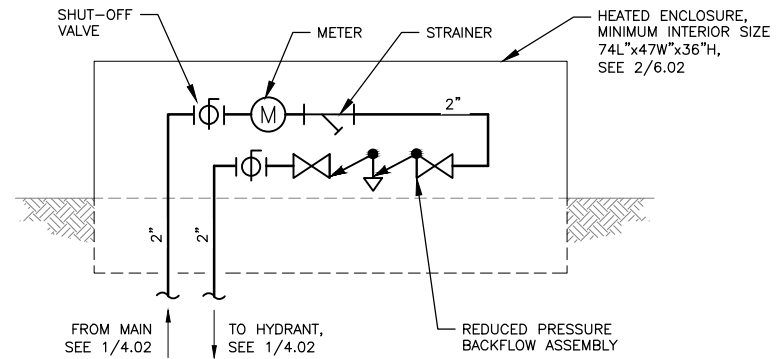 SHUT-OFF
VALVE
METER
STRAINER
HEATED ENCLOSURE,
MINIMUM INTERIOR SIZE
74L"x47W"x36"H,
SEE 2/6.02
M
2"
2"
2"
FROM MAIN
SEE 1/4.02
TO HYDRANT,
SEE 1/4.02
REDUCED PRESSURE
BACKFLOW ASSEMBLY